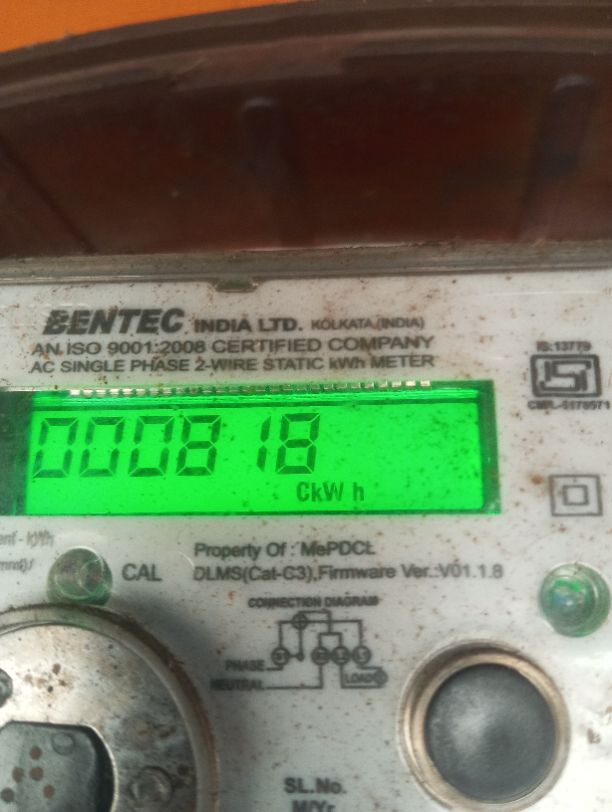 BENTEC INDIA LTD. KOLKATA (INDIA)
AN ISO 9001:2008 CERTIFIED COMPANY
AC SINGLE PHASE 2-WIRE STATIC kWh METER
IS:13779
000818
CkW h
Property Of : MePDCL
CAL
DLMS(Cat-C3),Firmware Ver.:V01.1.8
CONNECTION DIAGRAM
PHASE
NEUTRAL
LOAD
SL.No.
M/Yr